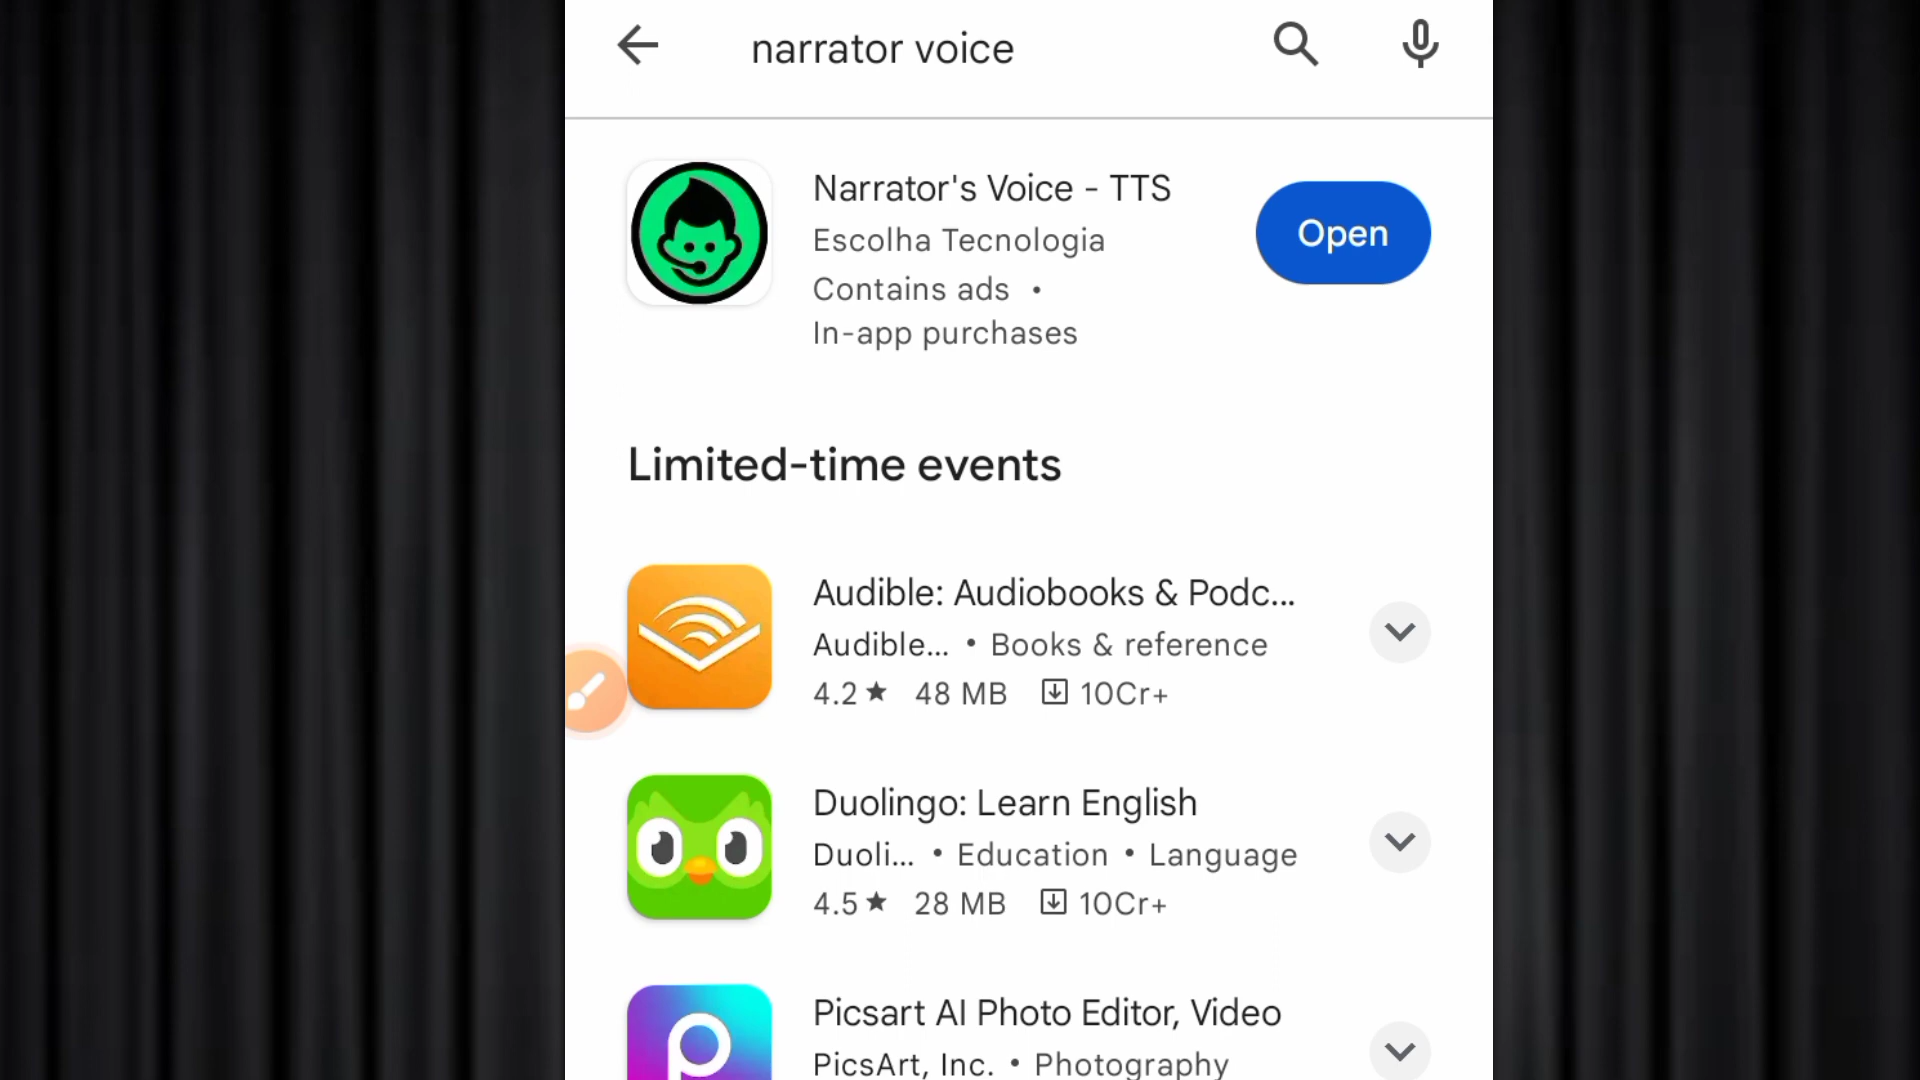 narrator voice
Narrator's Voice - TTS
Escolha Tecnologia
Contains ads •
In-app purchases
Open
Limited-time events
Audible: Audiobooks & Podc...
Audible... • Books & reference
4.2★ 48 MB 10Cr+
Duolingo: Learn English
Duoli... • Education • Language
4.5★ 28 MB 10Cr+
Picsart AI Photo Editor, Video
PicsArt, Inc. • Photography